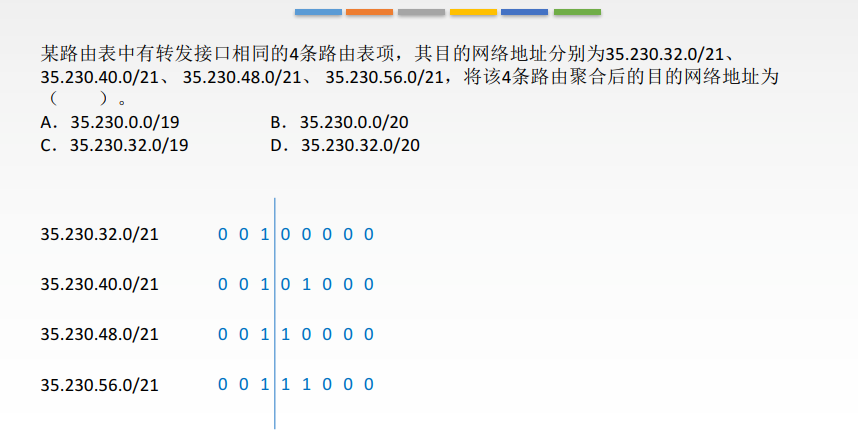 某路由表中有转发接口相同的4条路由表项，其目的网络地址分别为35.230.32.0/21、
35.230.40.0/21、 35.230.48.0/21、 35.230.56.0/21，将该4条路由聚合后的目的网络地址为
（　　）。
A．35.230.0.0/19 B．35.230.0.0/20
C．35.230.32.0/19 D．35.230.32.0/20
35.230.32.0/21 0 0 1 0 0 0 0 0
35.230.40.0/21 0 0 1 0 1 0 0 0
35.230.48.0/21 0 0 1 1 0 0 0 0
35.230.56.0/21 0 0 1 1 1 0 0 0